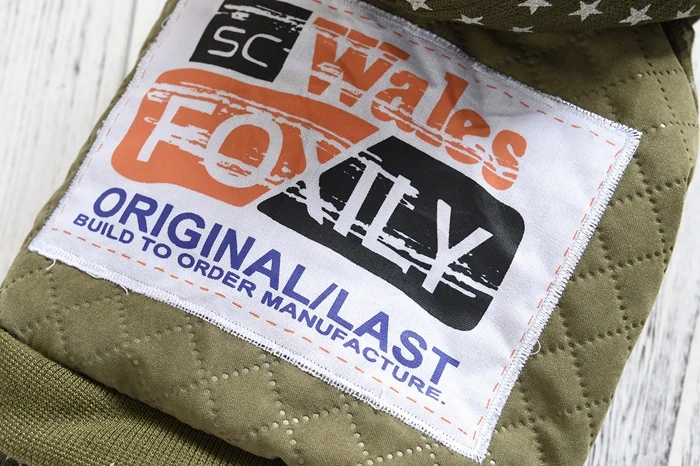 SC Wales
FOXILY
ORIGINAL/LAST
BUILD TO ORDER MANUFACTURE.